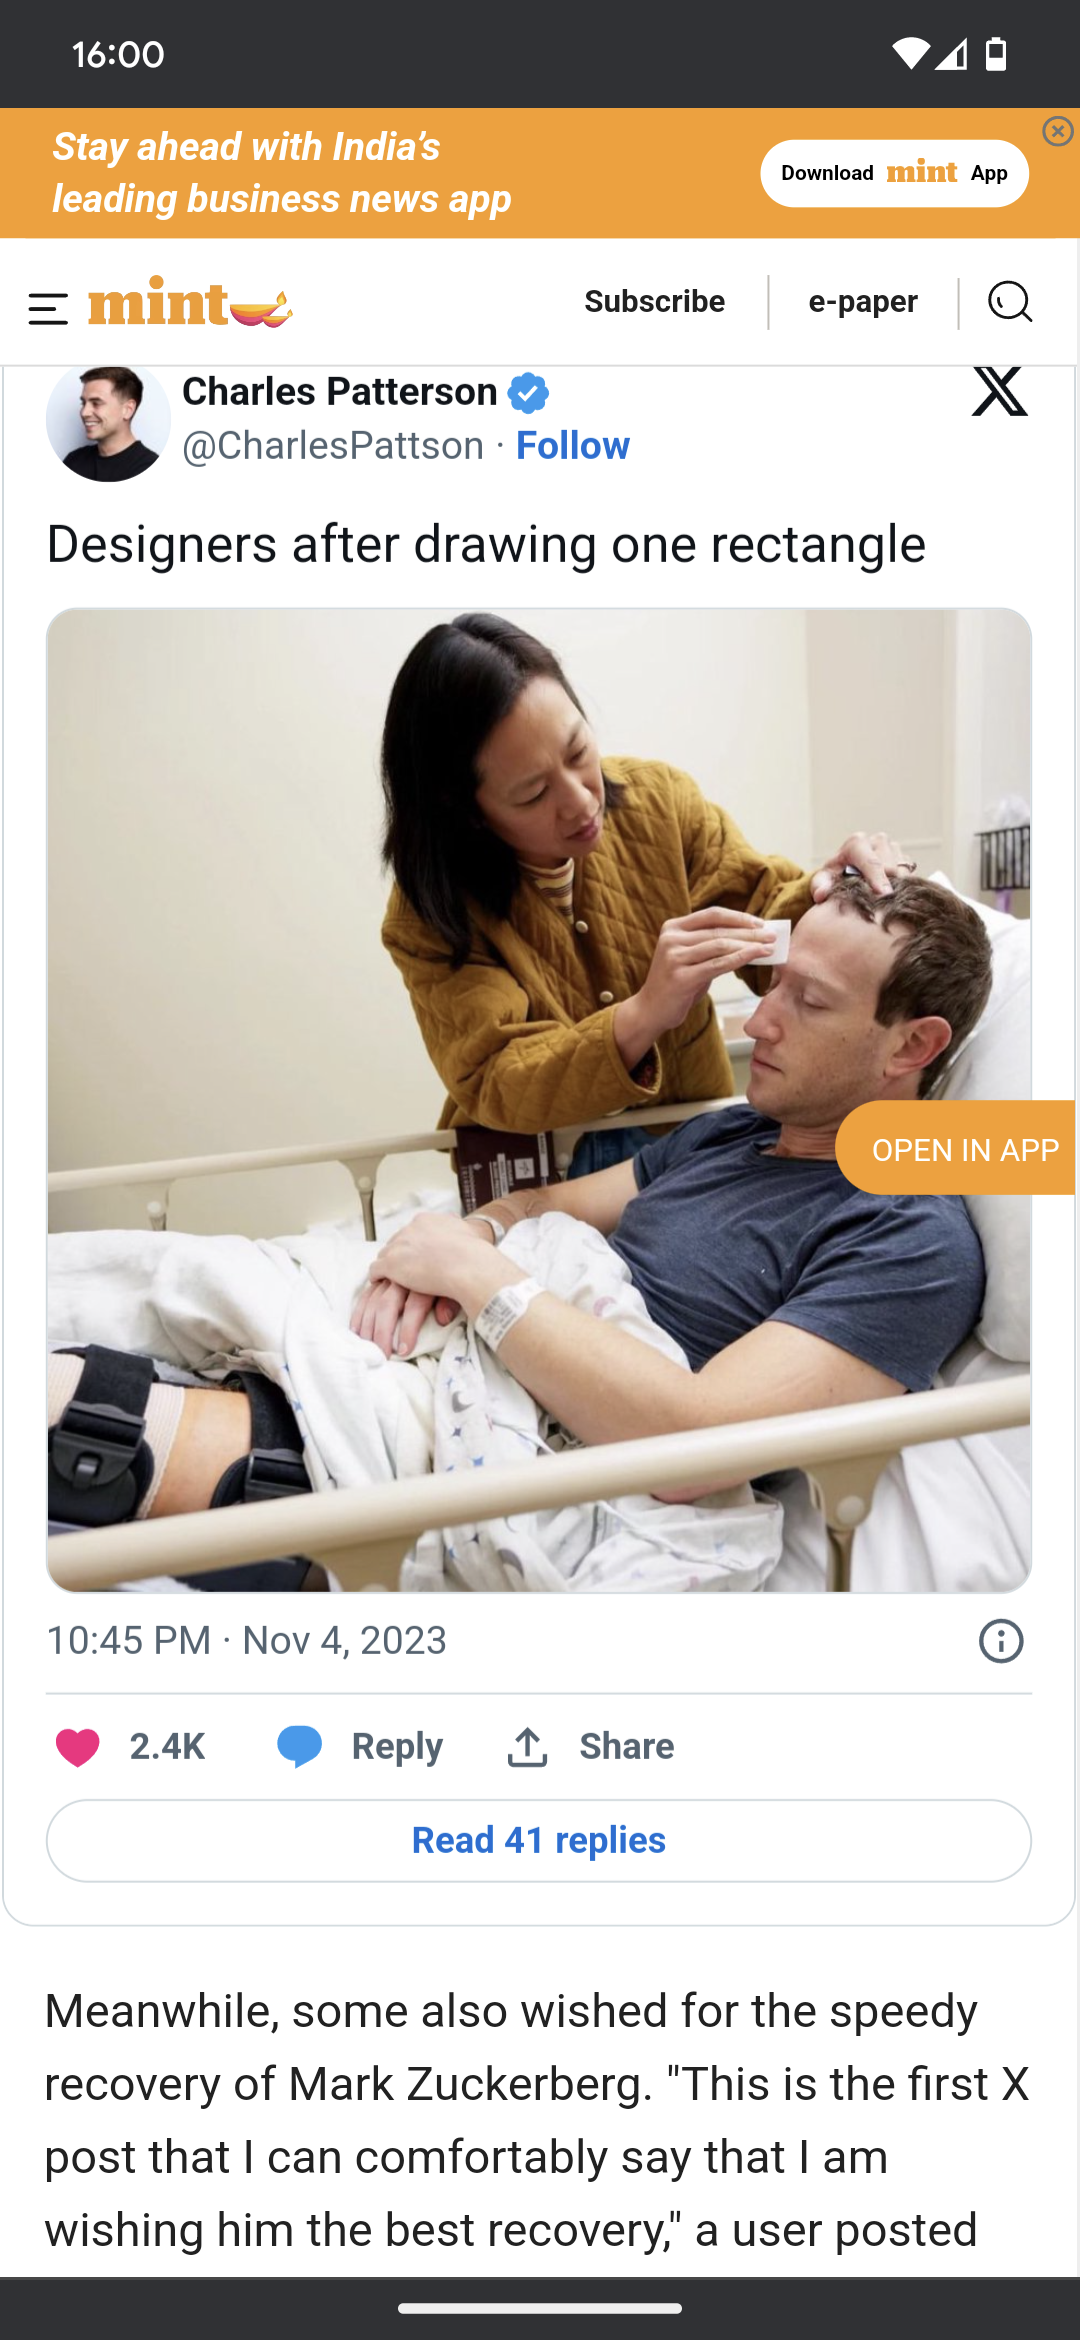 16:00
Stay ahead with India's
leading business news app
Download mint App
mint
Subscribe
e-paper
Charles Patterson
@CharlesPattson · Follow
Designers after drawing one rectangle
OPEN IN APP
10:45 PM · Nov 4, 2023
2.4K
Reply
Share
Read 41 replies
Meanwhile, some also wished for the speedy
recovery of Mark Zuckerberg. "This is the first X
post that I can comfortably say that I am
wishing him the best recovery," a user posted